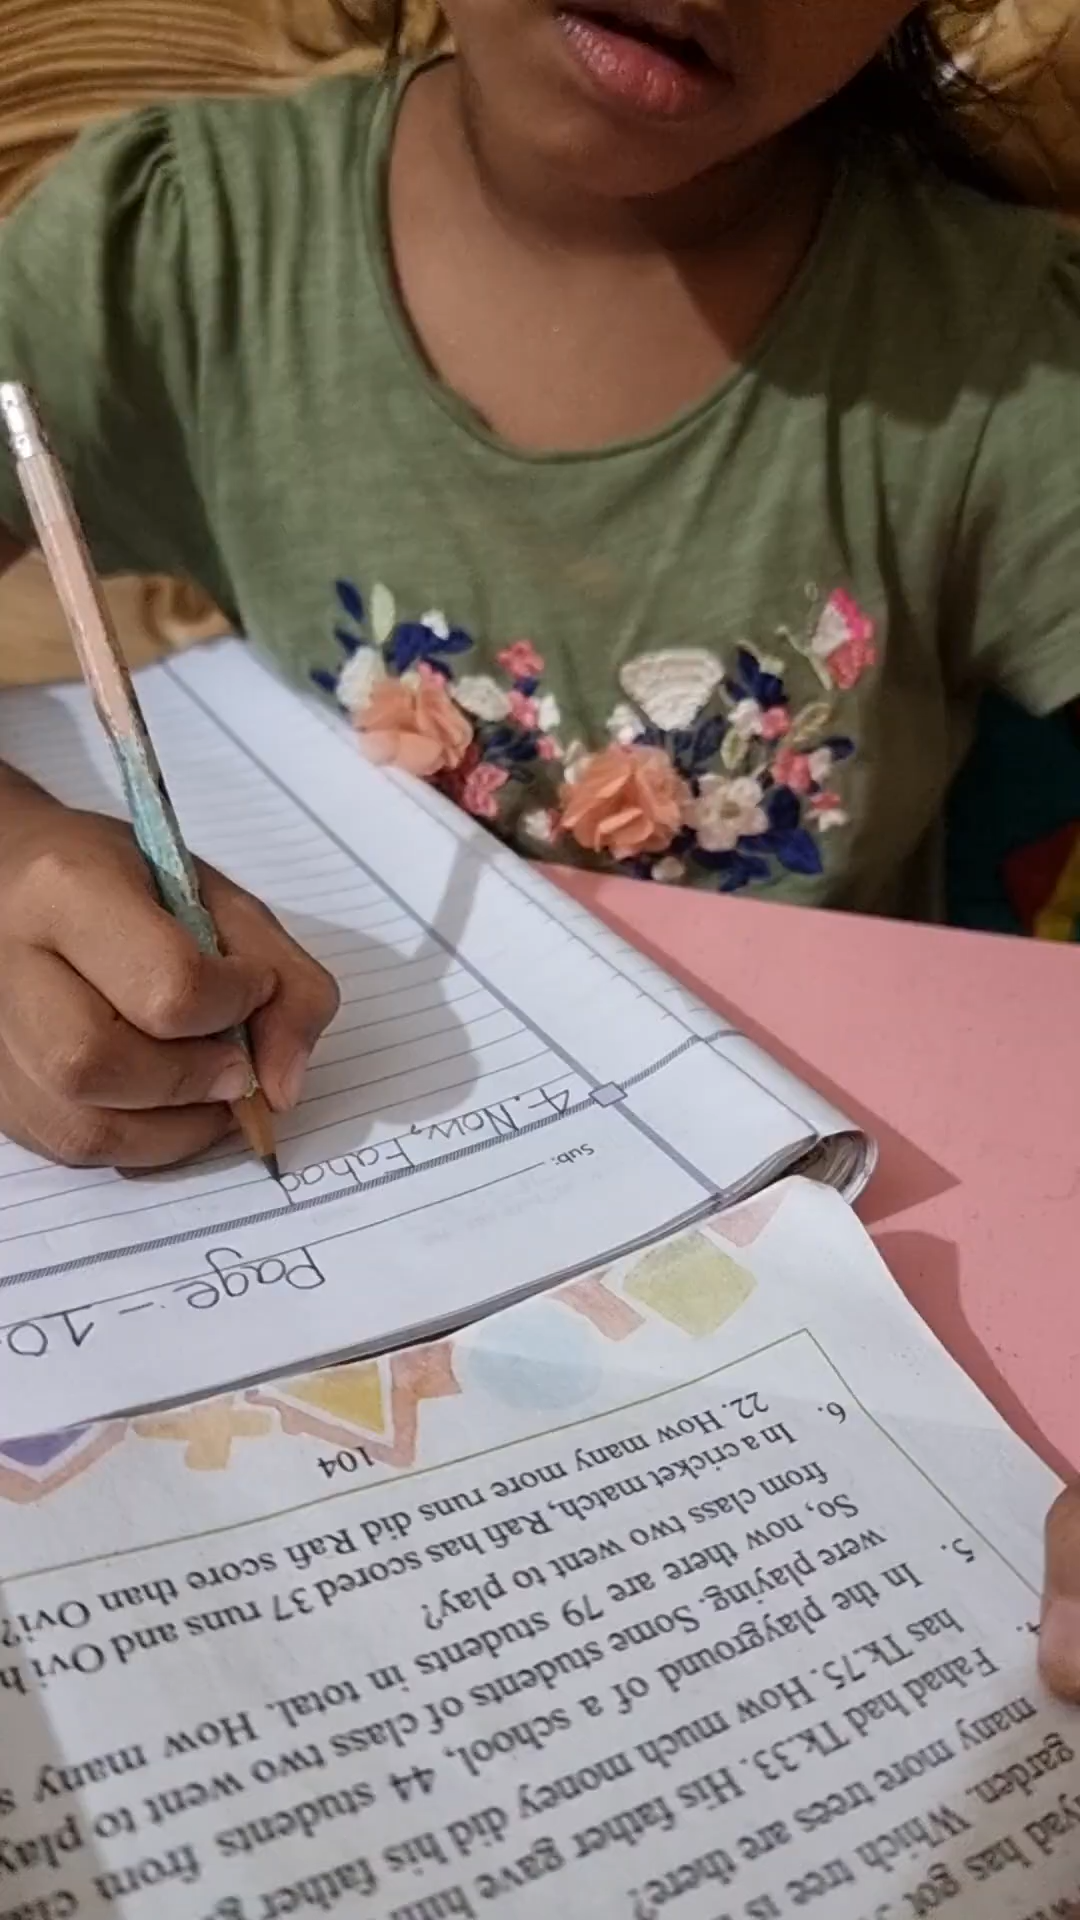 Page - 10
Sub:
4. Now, Fahad
garden. Which tree is
many more trees are there?
4. Fahad had Tk.33. His father gave him
has Tk.75. How much money did his father
5. In the playground of a school, 44 students from
were playing. Some students of class two went to play
So, now there are 79 students in total. How many
from class two went to play?
6. In a cricket match, Rafi has scored 37 runs and Ovi
22. How many more runs did Rafi score than Ovi?
104